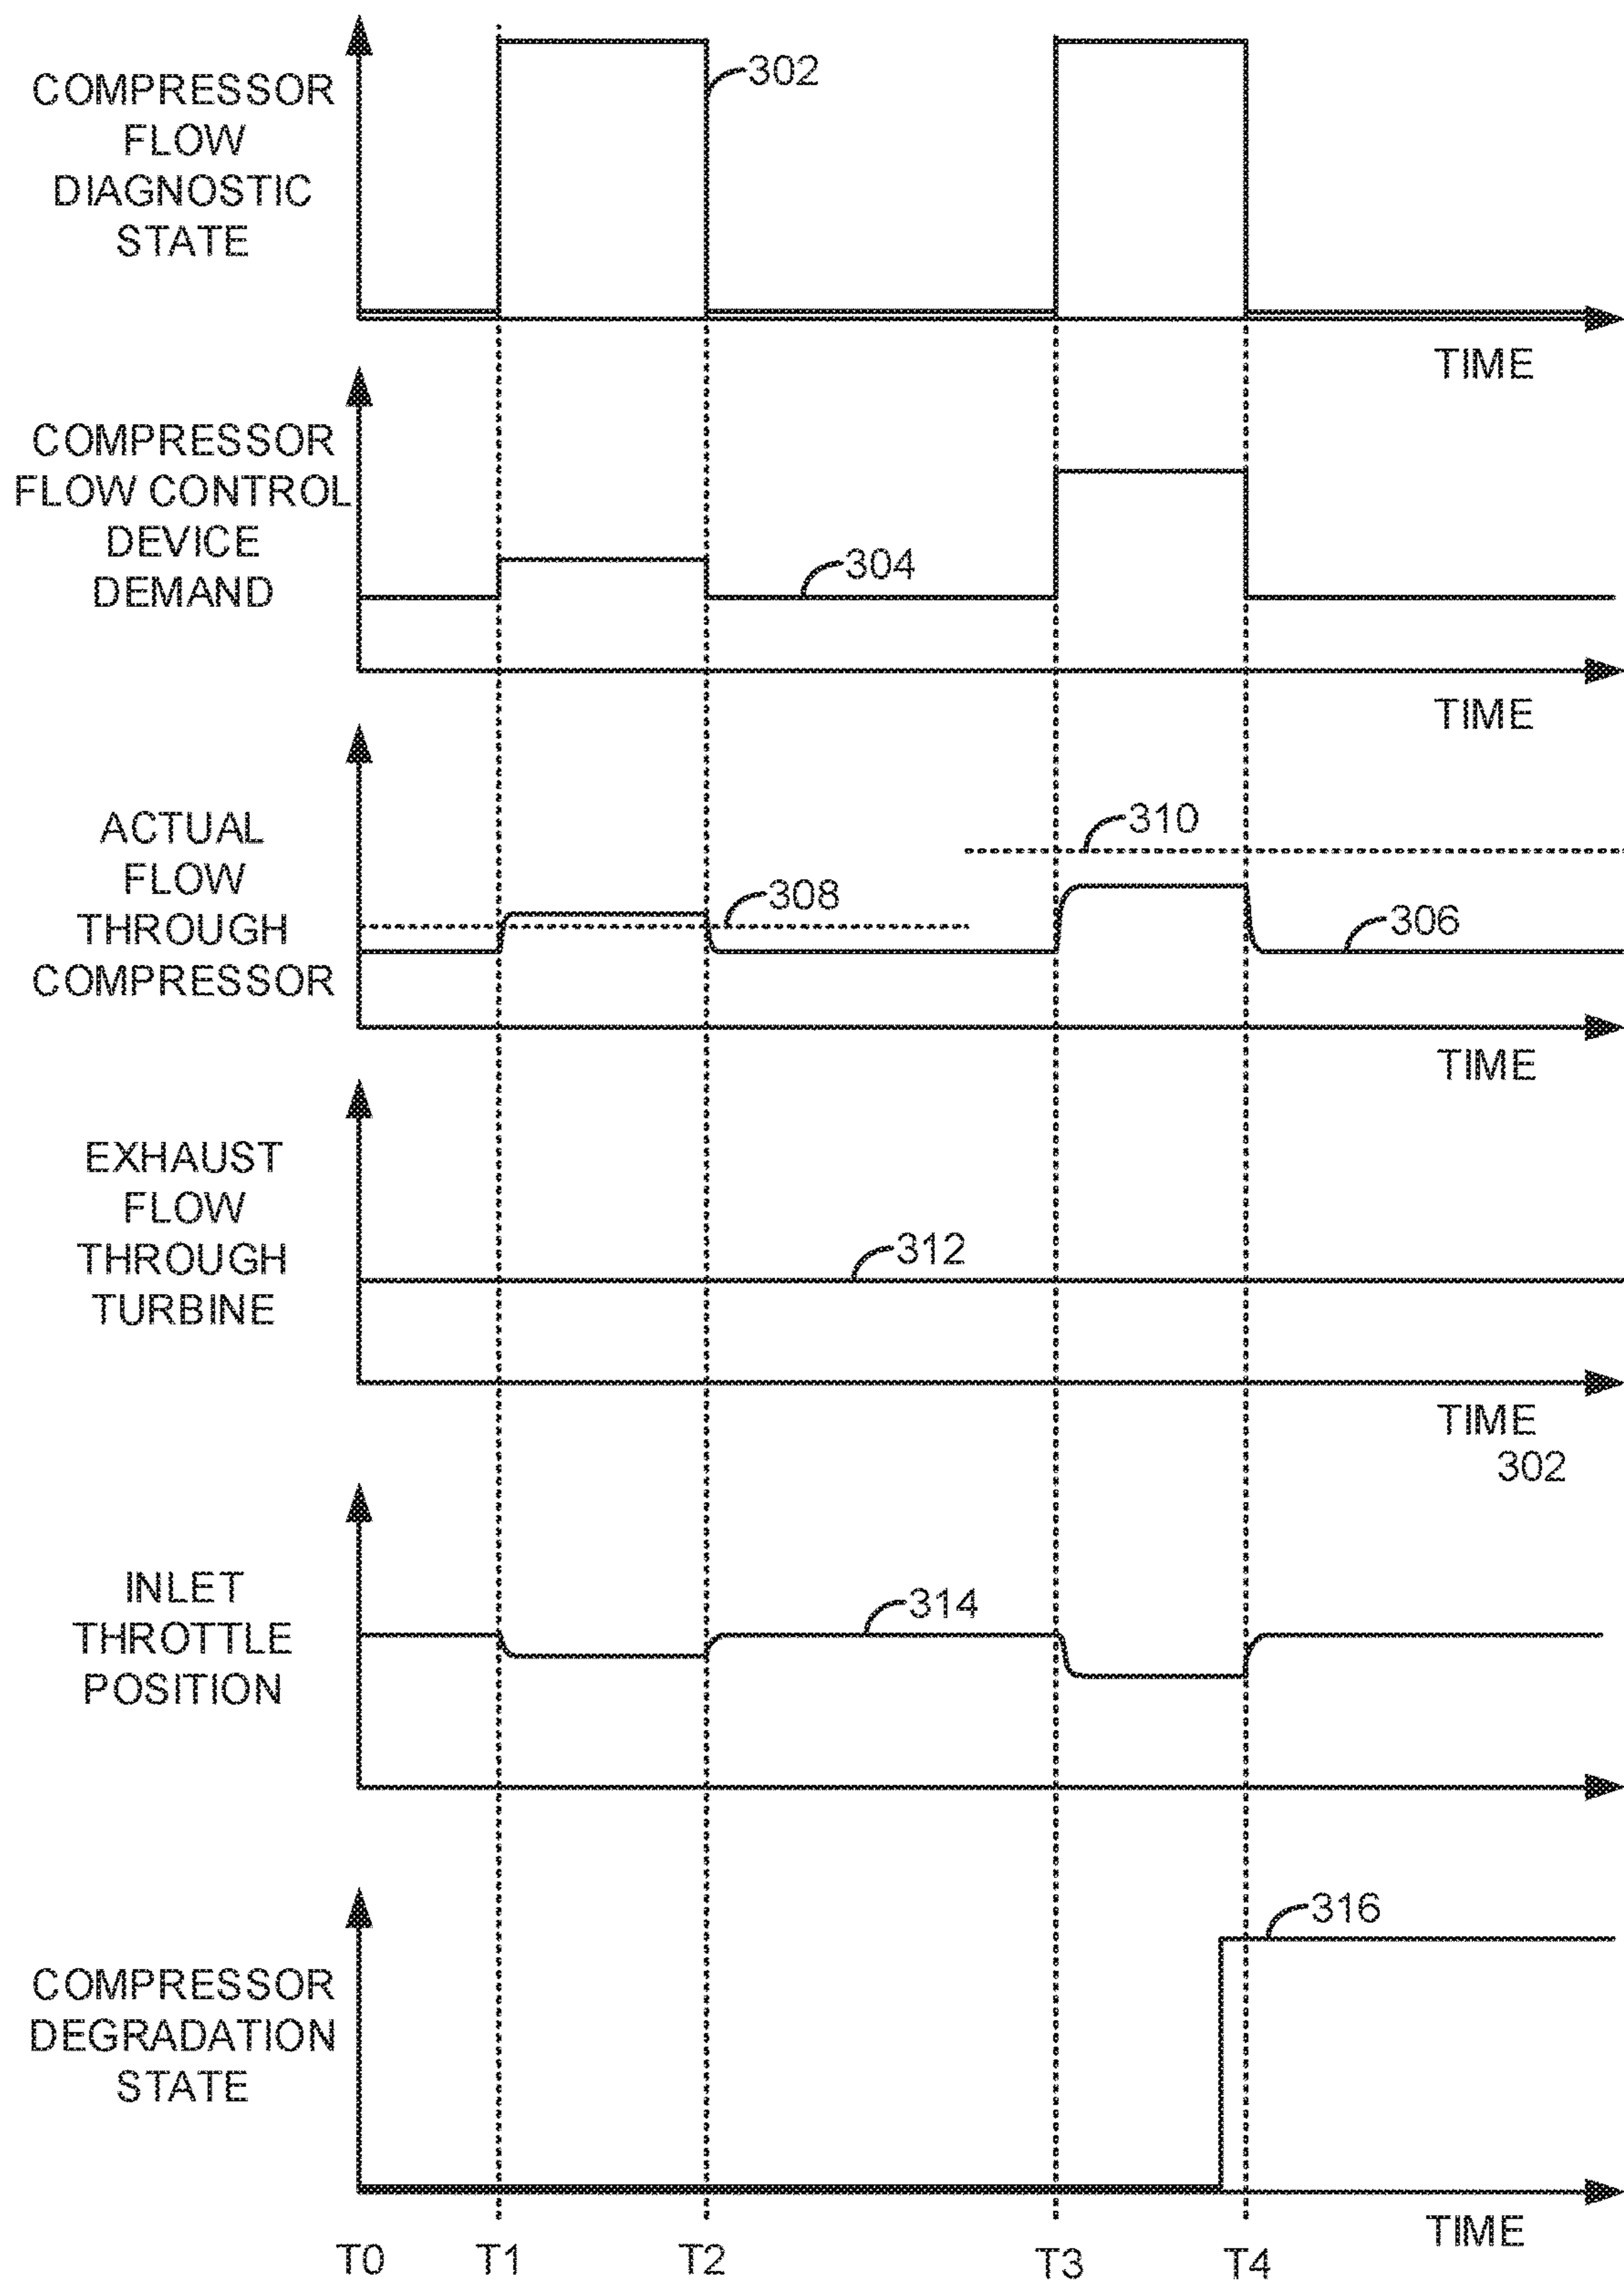 COMPRESSOR
FLOW
DIAGNOSTIC
STATE
302
TIME
COMPRESSOR
FLOW CONTROL
DEVICE
DEMAND
304
TIME
ACTUAL
FLOW
THROUGH
COMPRESSOR
308
310
306
TIME
EXHAUST
FLOW
THROUGH
TURBINE
312
TIME
302
INLET
THROTTLE
POSITION
314
COMPRESSOR
DEGRADATION
STATE
316
TIME
T0 T1 T2 T3 T4